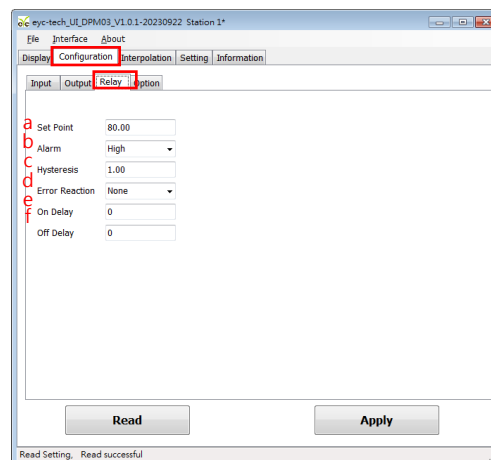 eyc-tech_UI_DPM03_V1.0.1-20230922 Station 1*
File Interface About
Display Configuration Interpolation Setting Information
Input Output Relay Option
a Set Point 80.00
b Alarm High
c Hysteresis 1.00
d Error Reaction None
e On Delay 0
f Off Delay 0
Read Apply
Read Setting, Read successful